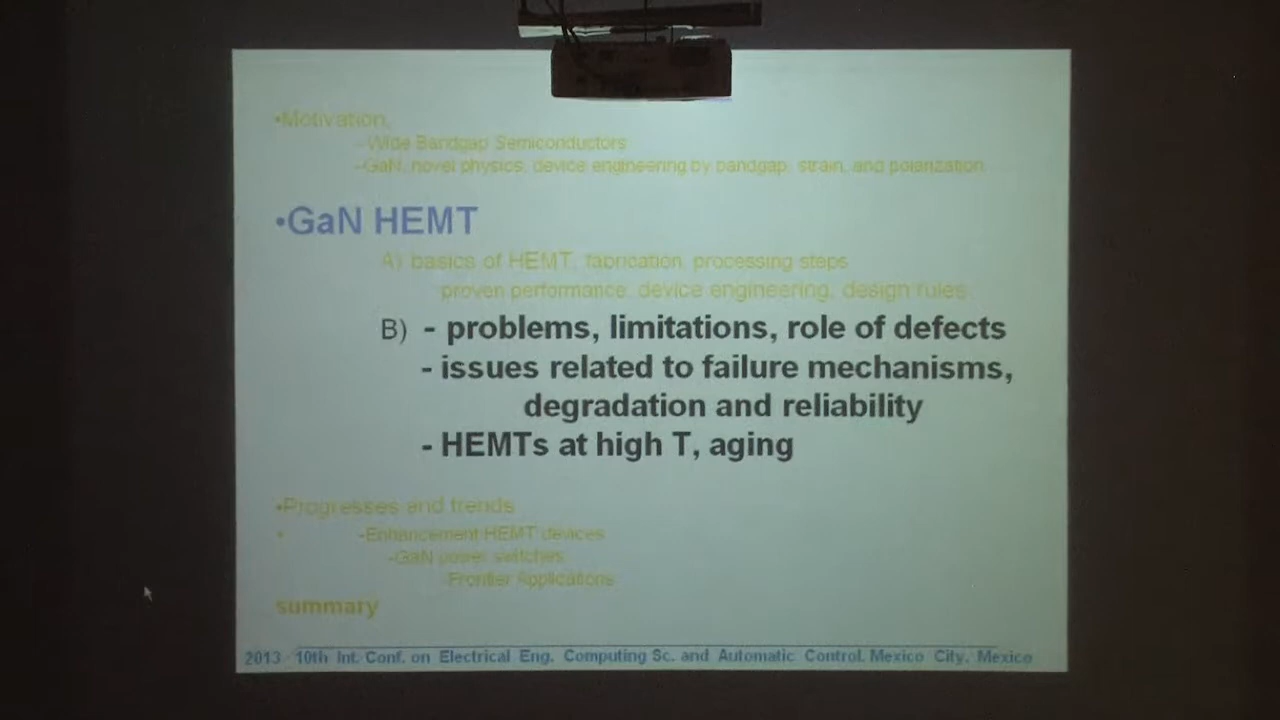 •Motivation,
-Wide Bandgap Semiconductors
-GaN, novel physics, device engineering by bandgap, strain, and polarization
•GaN HEMT
A) basics of HEMT, fabrication, processing steps
proven performance, device engineering, design rules
B) - problems, limitations, role of defects
- issues related to failure mechanisms,
degradation and reliability
- HEMTs at high T, aging
•Progresses and trends
• -Enhancement HEMT devices
-GaN power switches
-Frontier Applications
summary
2013 10th Int. Conf. on Electrical Eng. Computing Sc. and Automatic Control. Mexico City. Mexico